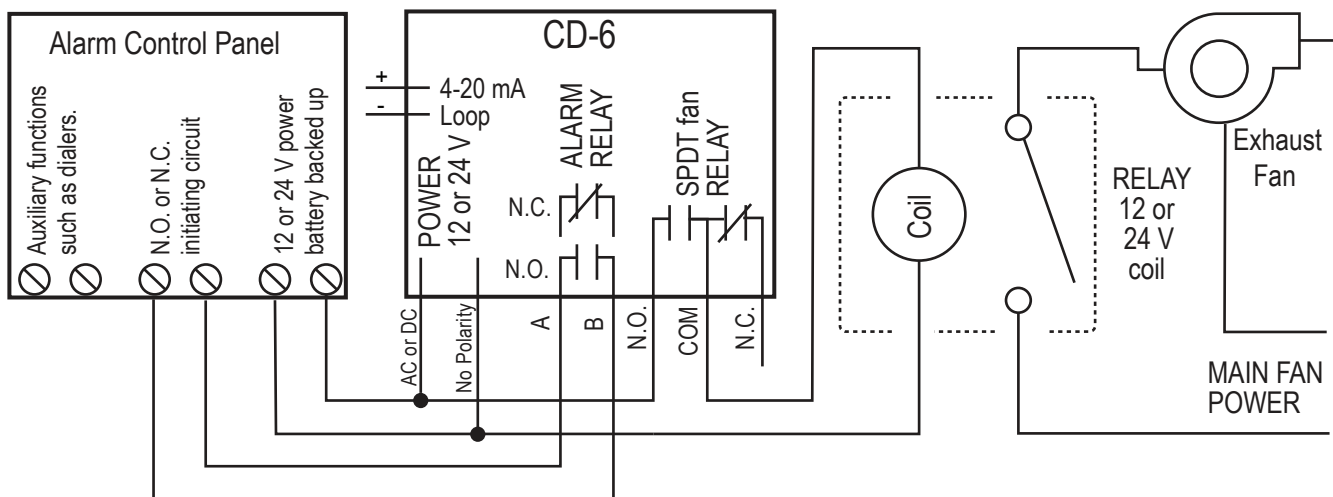 Alarm Control Panel
Auxiliary functions
such as dialers.
N.O. or N.C.
initiating circuit
12 or 24 V power
battery backed up
CD-6
+
4-20 mA
-
Loop
POWER
12 or 24 V
ALARM
RELAY
N.C.
N.O.
SPDT fan
RELAY
AC or DC
No Polarity
A
B
N.O.
COM
N.C.
Coil
RELAY
12 or
24 V
coil
Exhaust
Fan
MAIN FAN
POWER